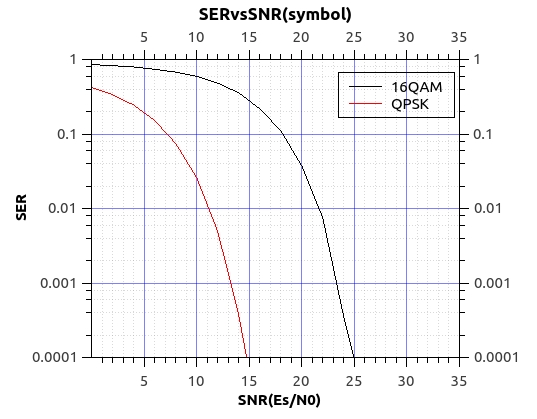 SERvsSNR(symbol)
5 10 15 20 25 30 35
1 1
16QAM
QPSK
0.1 0.1
SER
0.01 0.01
0.001 0.001
0.0001 0.0001
5 10 15 20 25 30 35
SNR(Es/N0)